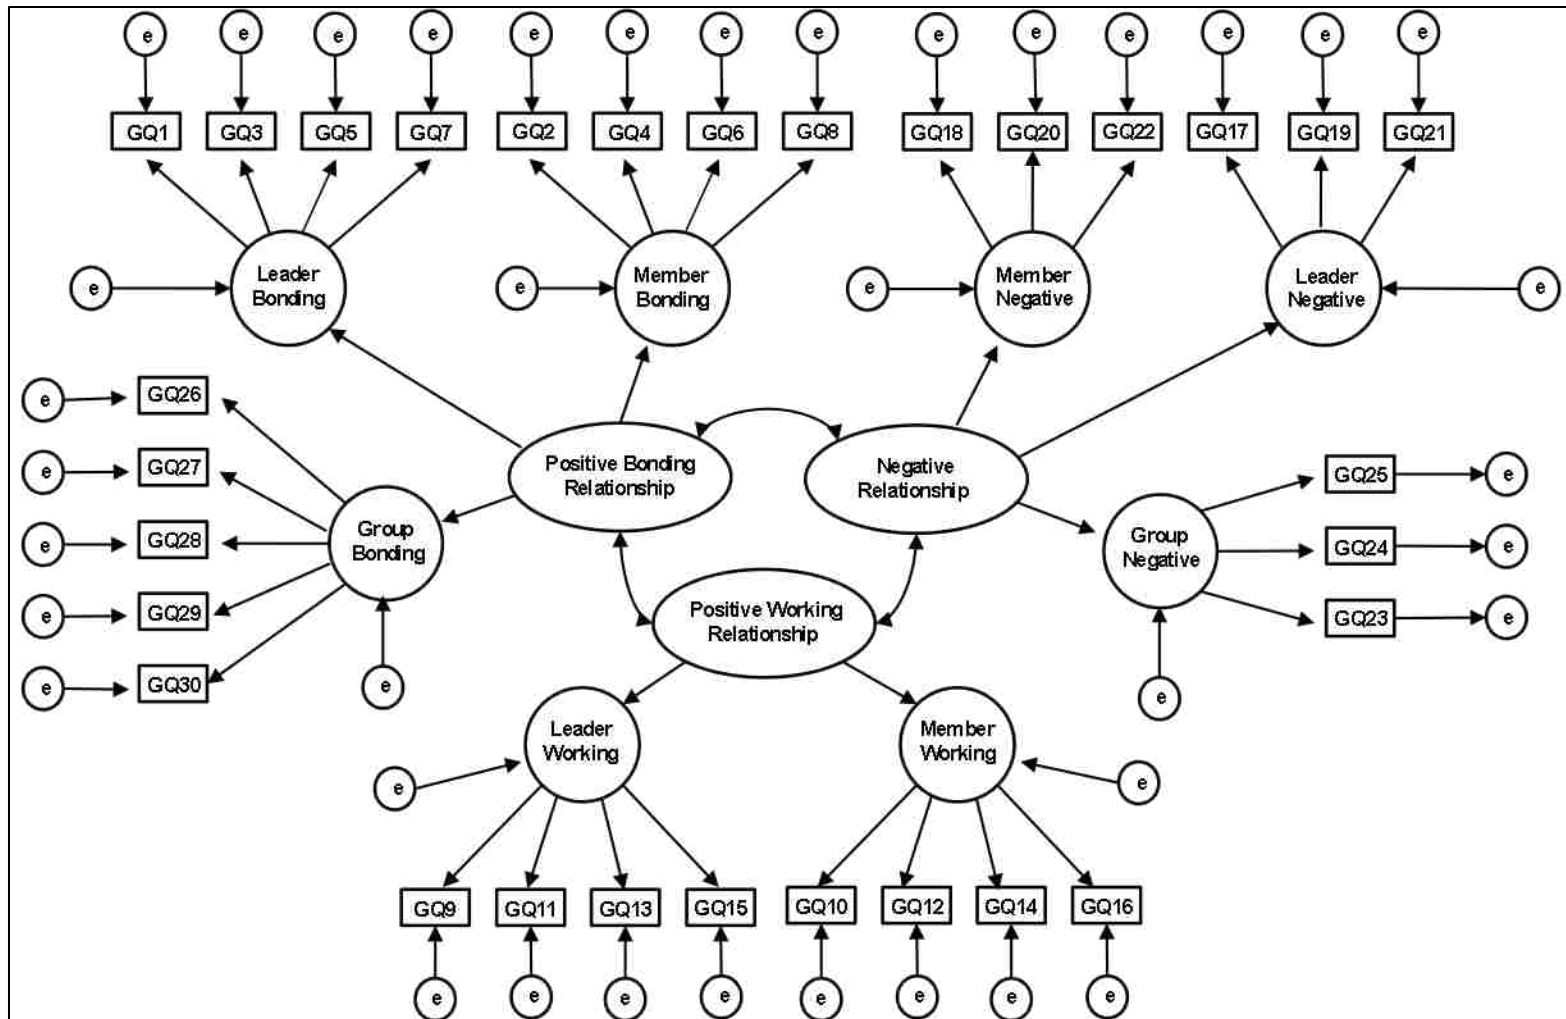 e e e e e e e e e e e e e e
GQ1 GQ3 GQ5 GQ7 GQ2 GQ4 GQ6 GQ8 GQ18 GQ20 GQ22 GQ17 GQ19 GQ21
e
Leader
Bonding
e
Member
Bonding
e
Member
Negative
Leader
Negative
e
e GQ26
e GQ27
e GQ28
e GQ29
e GQ30
Group
Bonding
e
Positive Bonding
Relationship
Negative
Relationship
Positive Working
Relationship
Group
Negative
e
GQ25 e
GQ24 e
GQ23 e
e
Leader
Working
Member
Working
e
GQ9 GQ11 GQ13 GQ15 GQ10 GQ12 GQ14 GQ16
e e e e e e e e